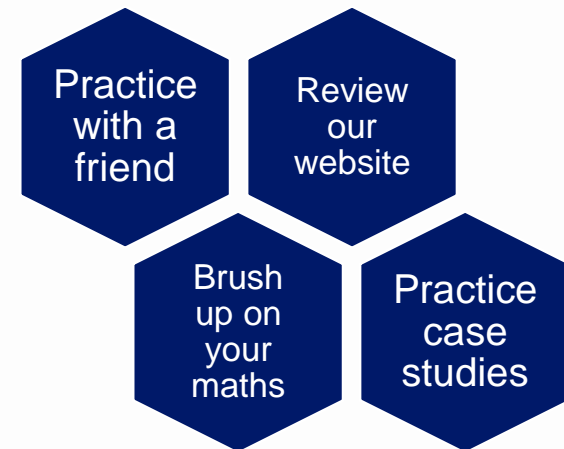 Practice
with a
friend
Review
our
website
Brush
up on
your
maths
Practice
case
studies